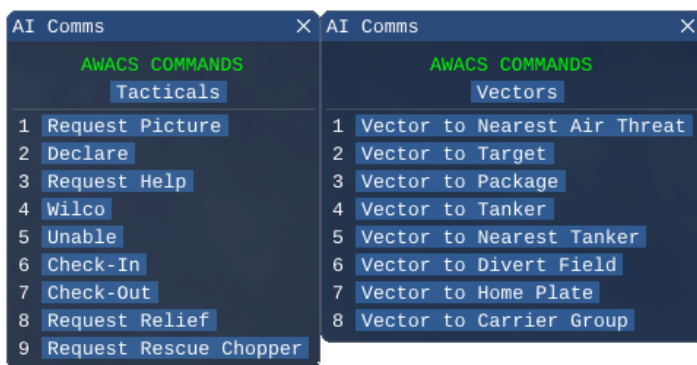 AI Comms ×
AWACS COMMANDS
Tacticals
1 Request Picture
2 Declare
3 Request Help
4 Wilco
5 Unable
6 Check-In
7 Check-Out
8 Request Relief
9 Request Rescue Chopper
AI Comms ×
AWACS COMMANDS
Vectors
1 Vector to Nearest Air Threat
2 Vector to Target
3 Vector to Package
4 Vector to Tanker
5 Vector to Nearest Tanker
6 Vector to Divert Field
7 Vector to Home Plate
8 Vector to Carrier Group